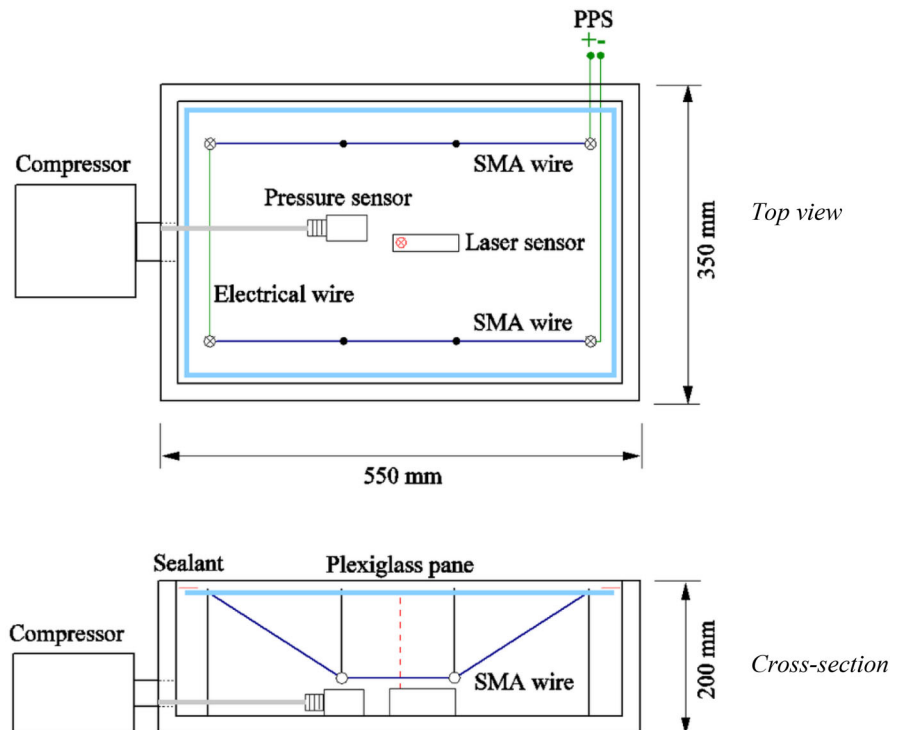 PPS
+-
Compressor
SMA wire
Pressure sensor
Laser sensor
Top view
350 mm
Electrical wire
SMA wire
550 mm
Sealant
Plexiglass pane
Compressor
SMA wire
200 mm
Cross-section